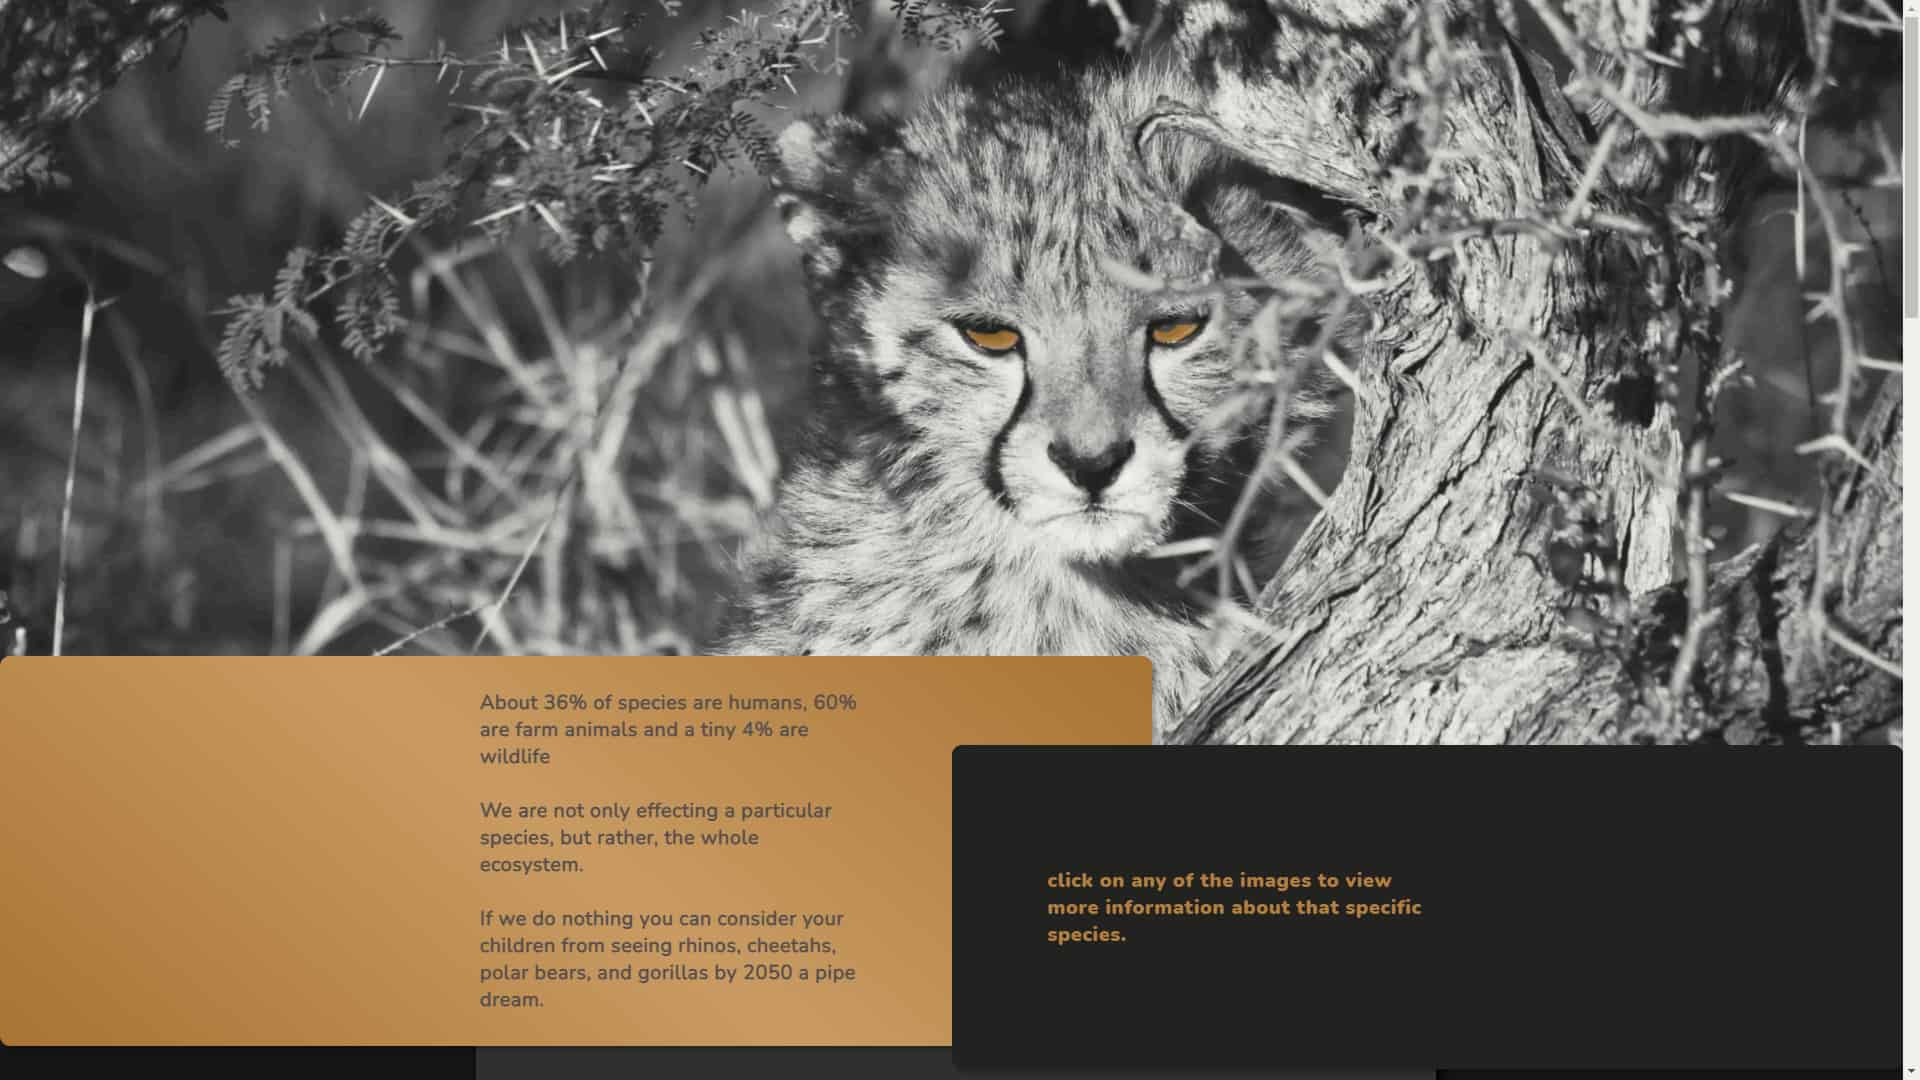 About 36% of species are humans, 60%
are farm animals and a tiny 4% are
wildlife
We are not only effecting a particular
species, but rather, the whole
ecosystem.
If we do nothing you can consider your
children from seeing rhinos, cheetahs,
polar bears, and gorillas by 2050 a pipe
dream.
click on any of the images to view
more information about that specific
species.